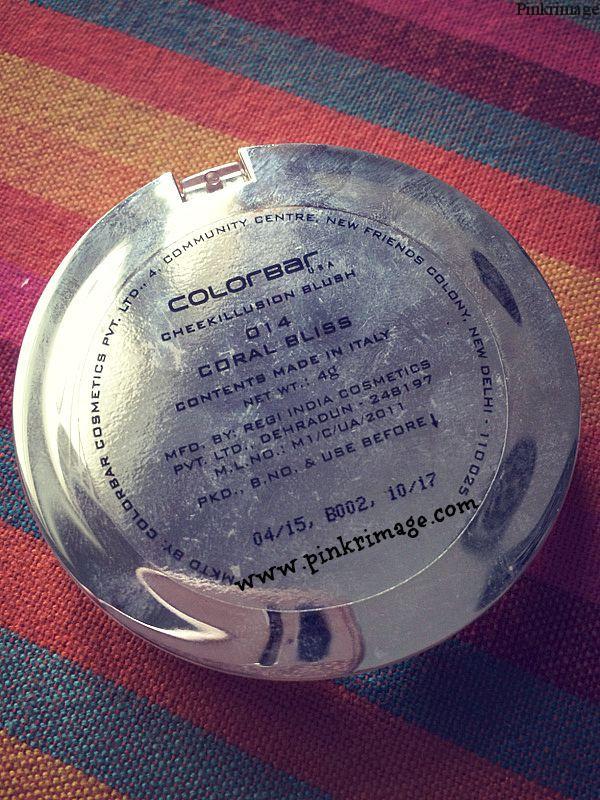 Pinkrimage
MKTD BY: COLORBAR COSMETICS PVT. LTD., 4, COMMUNITY CENTRE, NEW FRIENDS COLONY, NEW DELHI - 110025
COLORBAR
USA
CHEEKILLUSION BLUSH
014
CORAL BLISS
CONTENTS MADE IN ITALY
NET WT.: 4g
MFD. BY: REGI INDIA COSMETICS
PVT. LTD., DEHRADUN - 248197
M.L.NO.: M1/C/UA/2011
PKD., B.NO. & USE BEFORE↓
04/15, B002, 10/17
www.pinkrimage.com